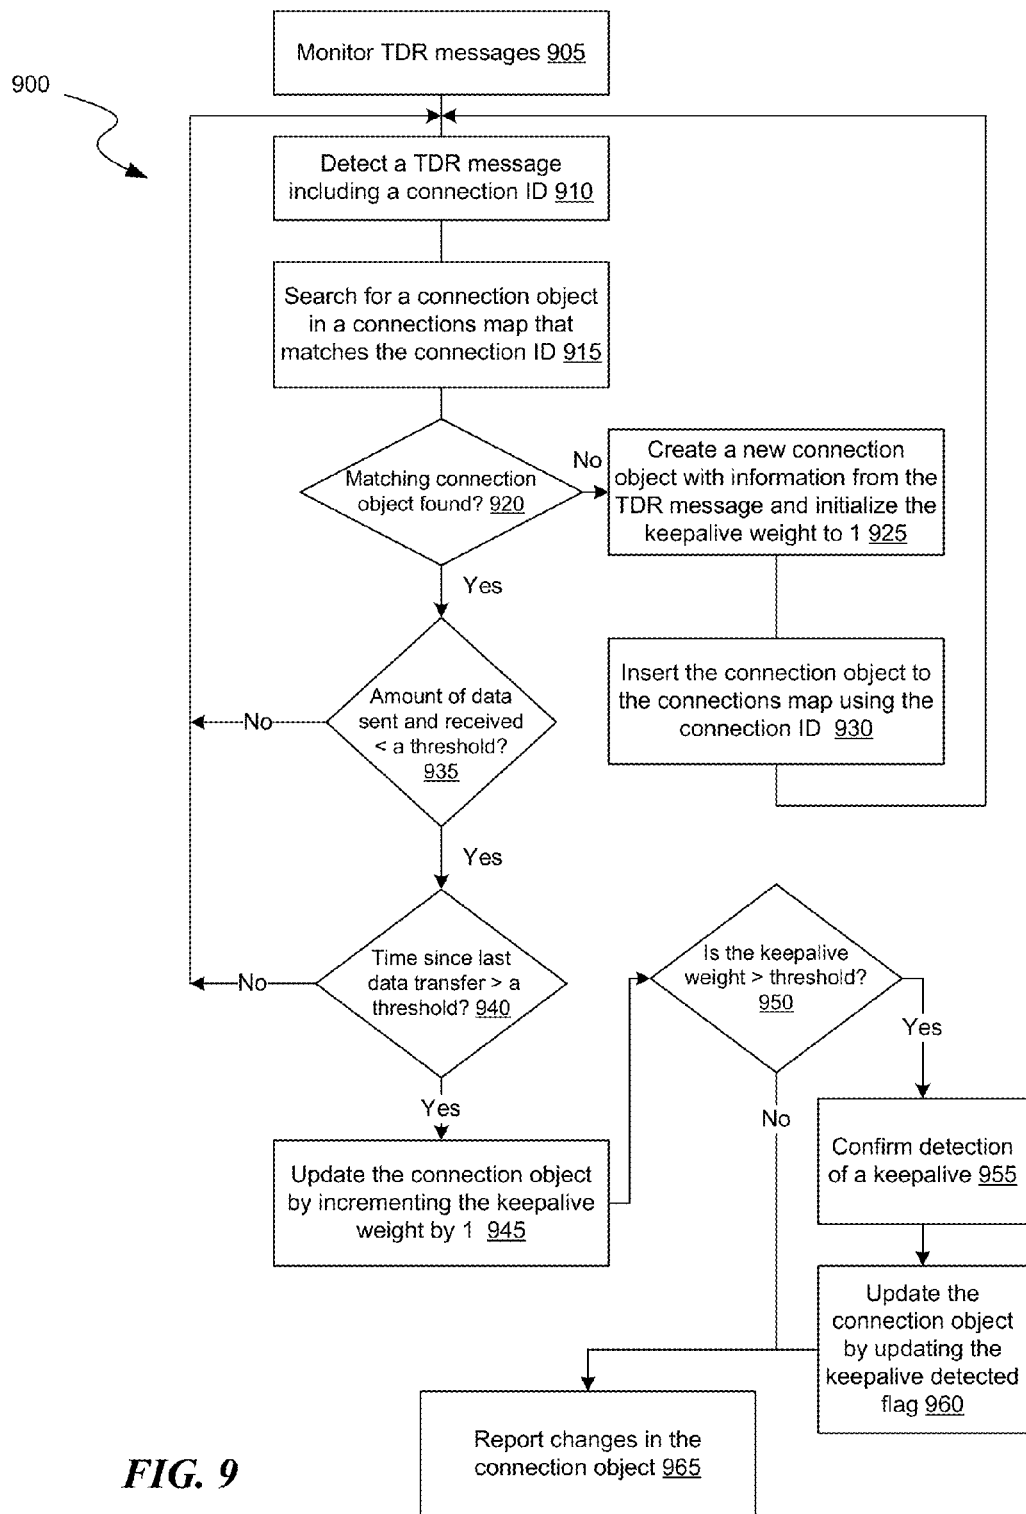 Monitor TDR messages 905
900
Detect a TDR message
including a connection ID 910
Search for a connection object
in a connections map that
matches the connection ID 915
Matching connection
object found? 920
No
Create a new connection
object with information from the
TDR message and initialize the
keepalive weight to 1 925
Yes
Insert the connection object to
the connections map using the
connection ID 930
Amount of data
sent and received
< a threshold?
935
No
Yes
Time since last
data transfer > a
threshold? 940
No
Is the keepalive
weight > threshold?
950
Yes
No
Yes
Update the connection object
by incrementing the keepalive
weight by 1 945
Confirm detection
of a keepalive 955
Update the
connection object
by updating the
keepalive detected
flag 960
Report changes in the
connection object 965
FIG. 9